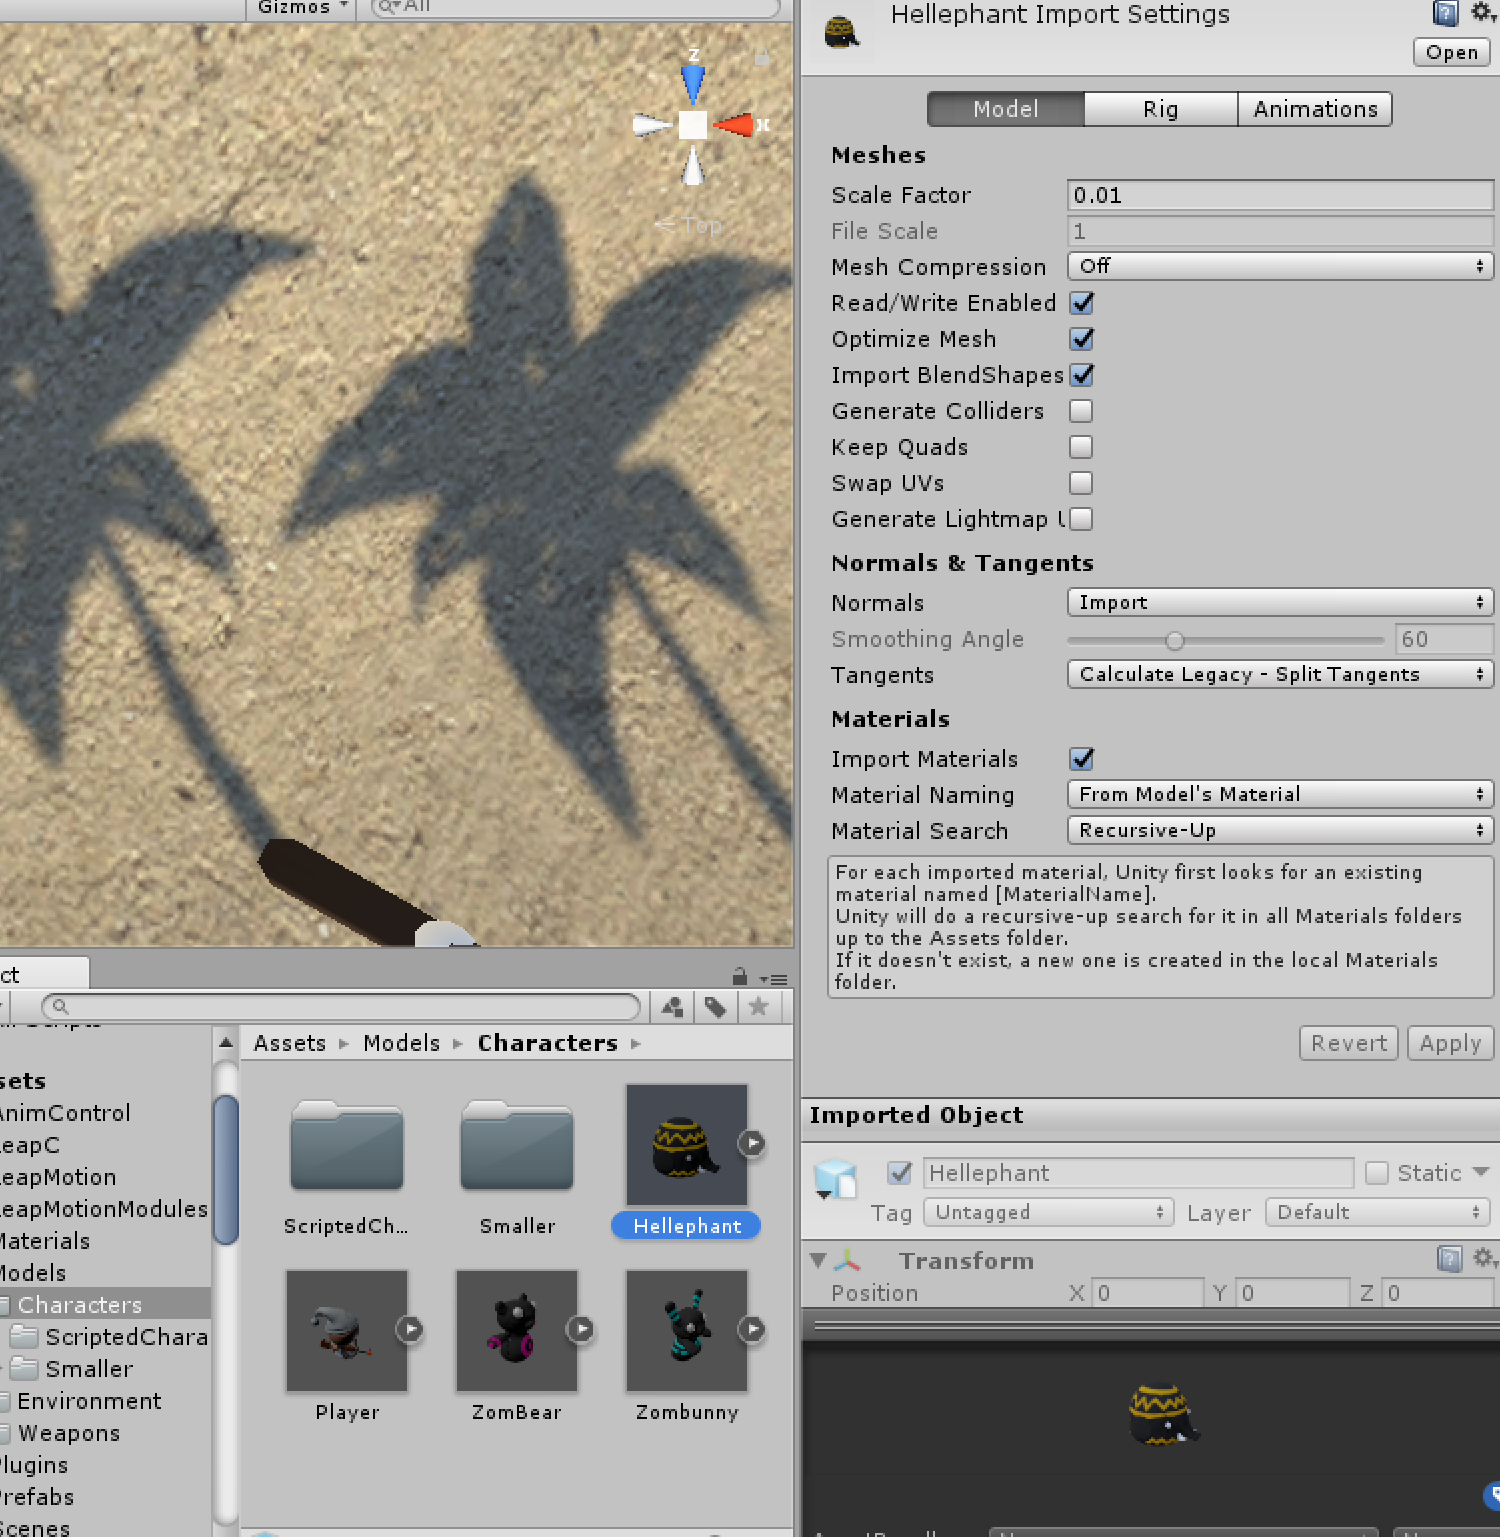 Gizmos
All
Z
X
Top
Hellephant Import Settings
Open
Model
Rig
Animations
Meshes
Scale Factor
0.01
File Scale
1
Mesh Compression
Off
Read/Write Enabled
Optimize Mesh
Import BlendShapes
Generate Colliders
Keep Quads
Swap UVs
Generate Lightmap U
Normals & Tangents
Normals
Import
Smoothing Angle
60
Tangents
Calculate Legacy - Split Tangents
Materials
Import Materials
Material Naming
From Model's Material
Material Search
Recursive-Up
For each imported material, Unity first looks for an existing
material named [MaterialName].
Unity will do a recursive-up search for it in all Materials folders
up to the Assets folder.
If it doesn't exist, a new one is created in the local Materials
folder.
Revert
Apply
Imported Object
Hellephant
Static
Tag
Untagged
Layer
Default
Transform
Position
X 0
Y 0
Z 0
ct
sets
AnimControl
LeapC
LeapMotion
LeapMotionModules
Materials
Models
Characters
ScriptedChara
Smaller
Environment
Weapons
Plugins
Prefabs
Scenes
Assets
Models
Characters
ScriptedCh...
Smaller
Hellephant
Player
ZomBear
Zombunny